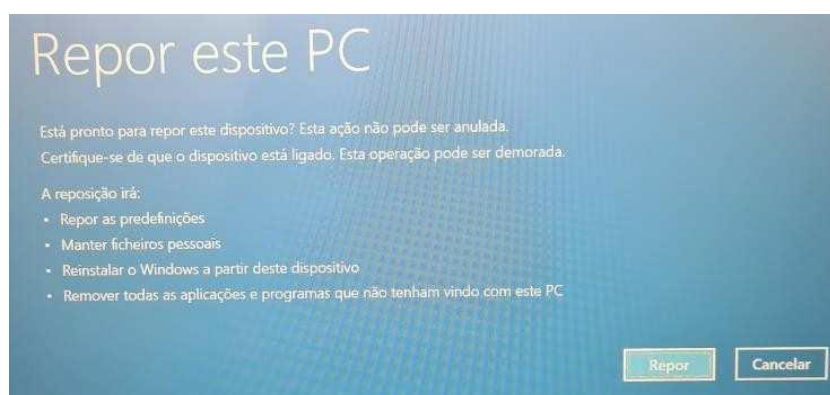 Repor este PC
Está pronto para repor este dispositivo? Esta ação não pode ser anulada.
Certifique-se de que o dispositivo está ligado. Esta operação pode ser demorada.
A reposição irá:
• Repor as predefinições
• Manter ficheiros pessoais
• Reinstalar o Windows a partir deste dispositivo
• Remover todas as aplicações e programas que não tenham vindo com este PC
Repor
Cancelar